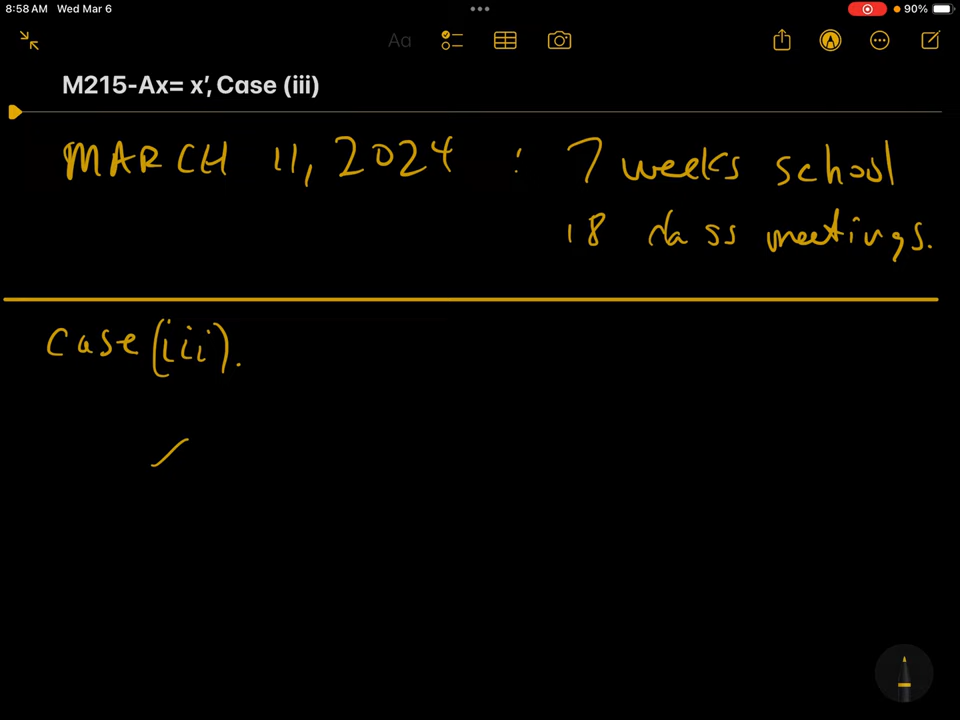 8:58 AM Wed Mar 6 90%
Aa
M215-Ax= x', Case (iii)
MARCH 11, 2024 : 7 weeks school
18 class meetings.
Case (iii).